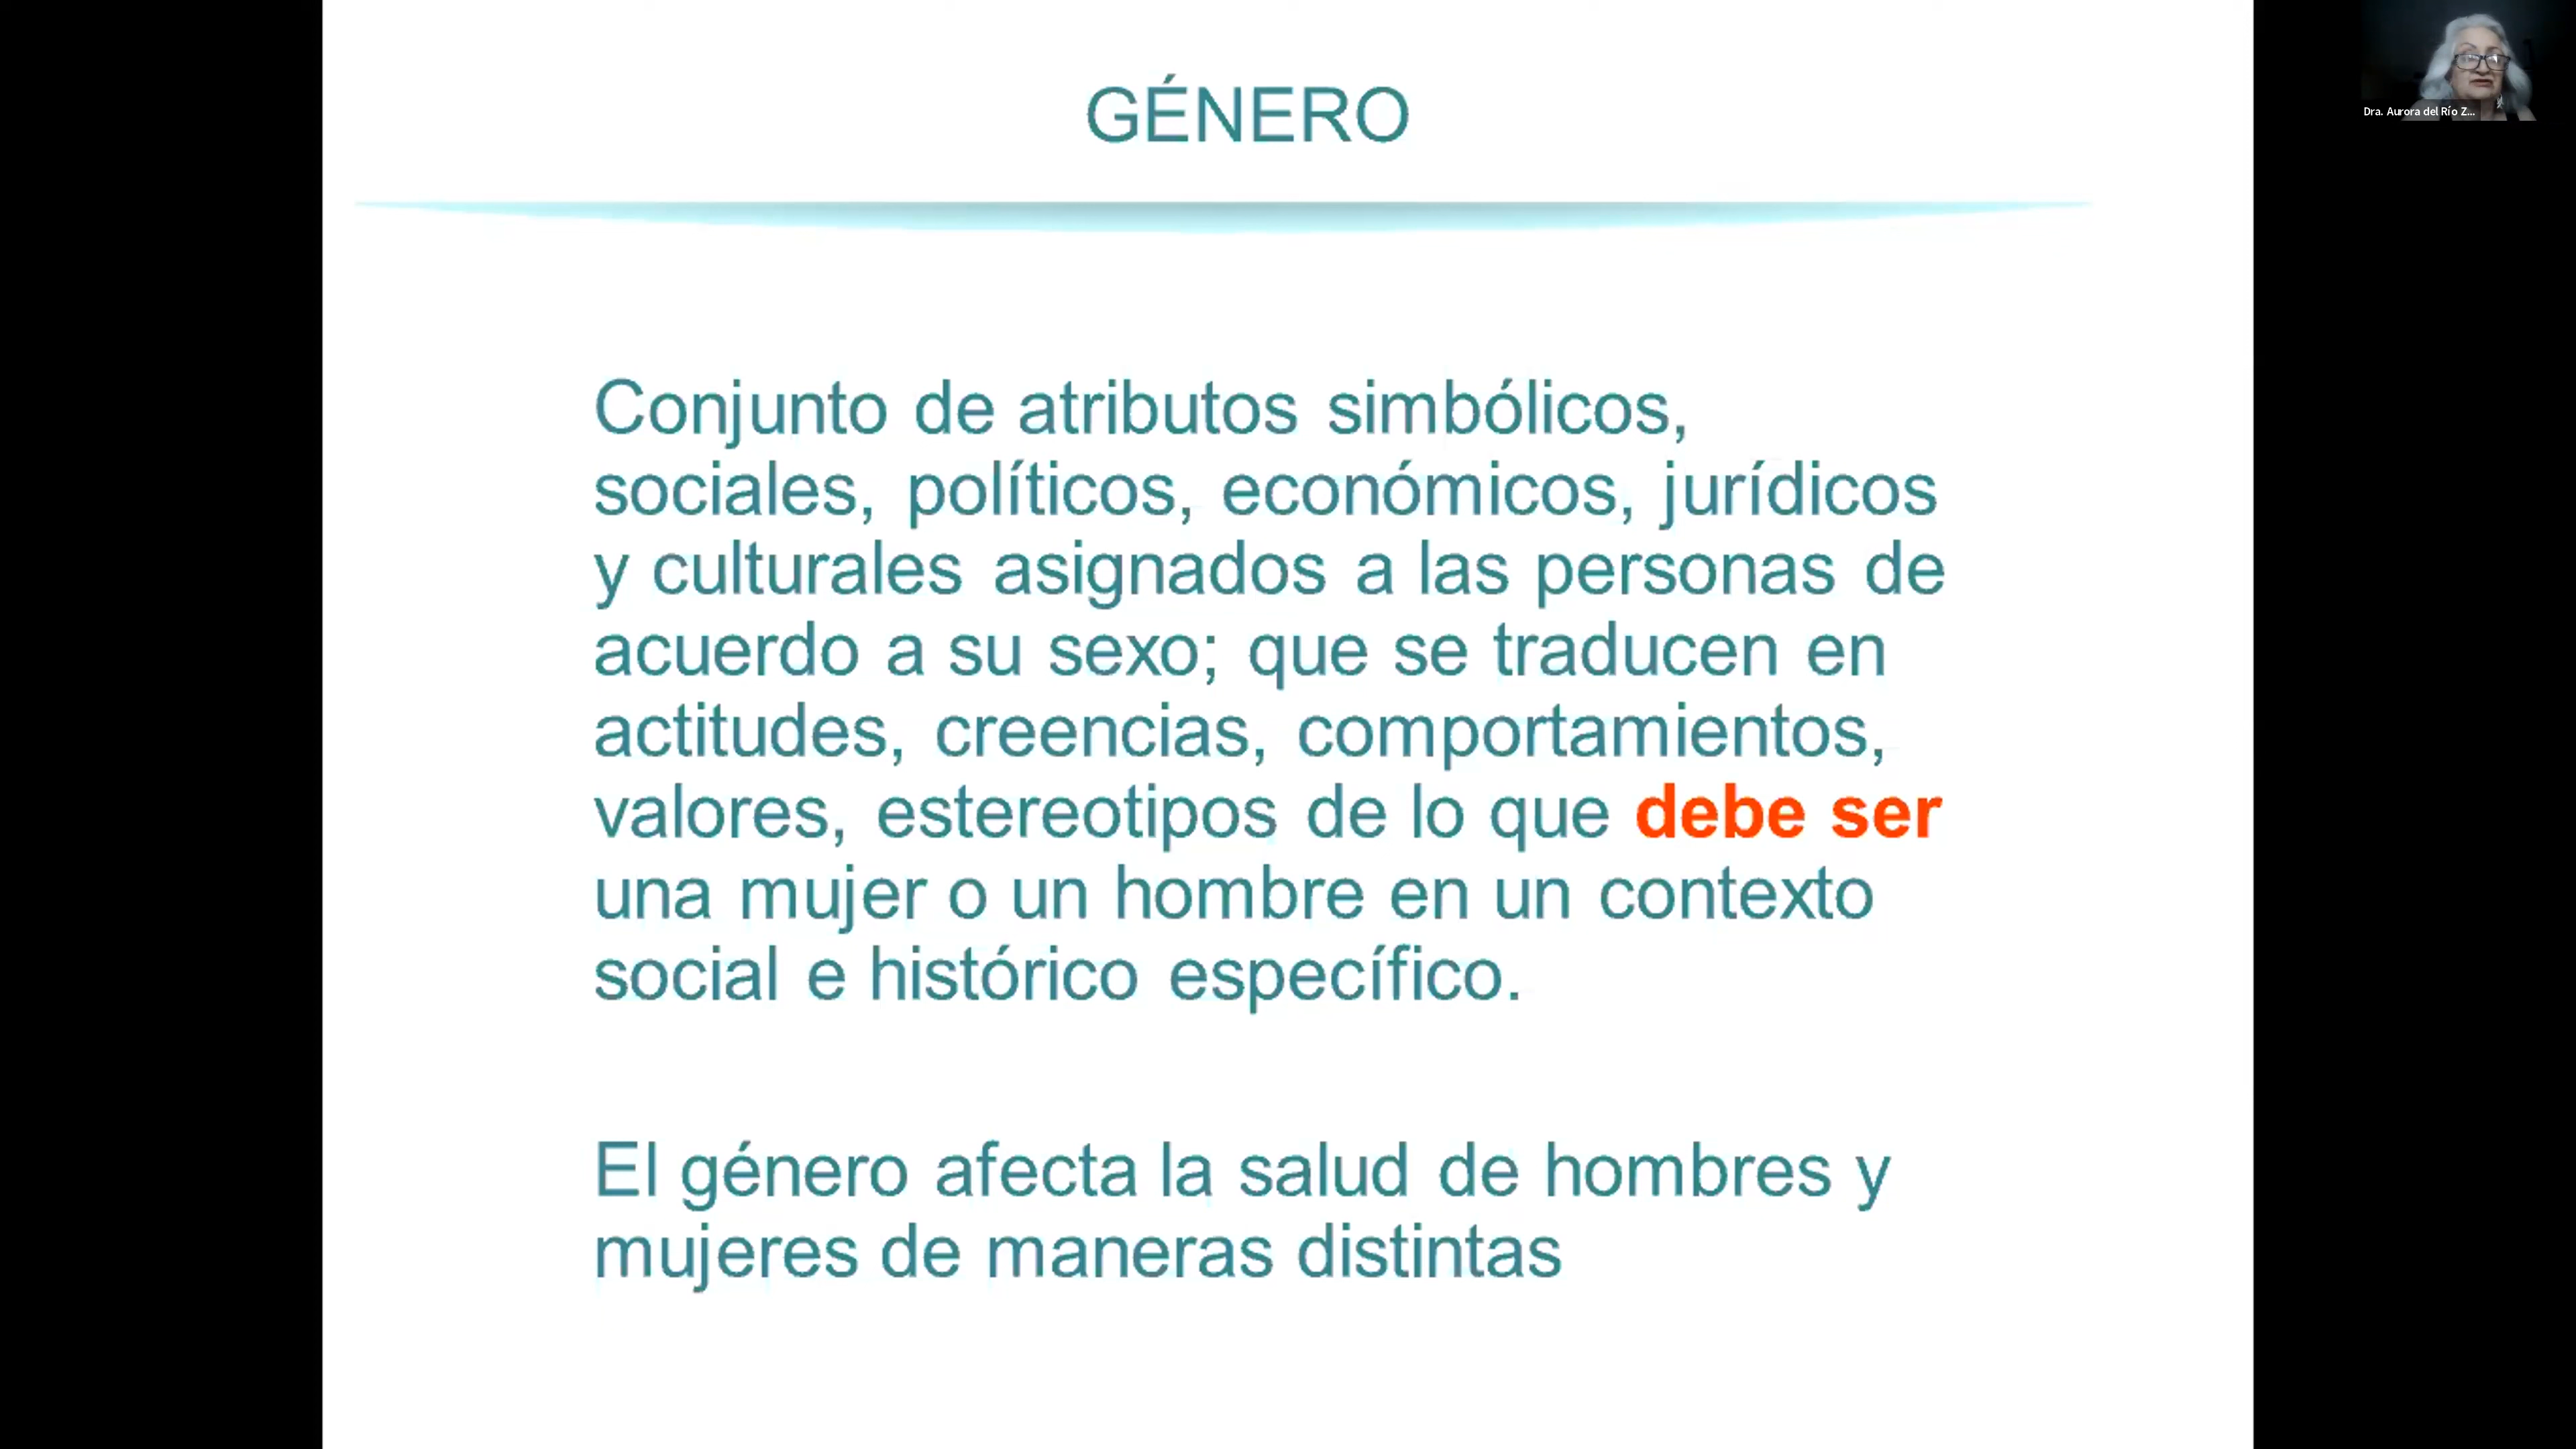 GÉNERO
Dra. Aurora del Río Z...
Conjunto de atributos simbólicos,
sociales, políticos, económicos, jurídicos
y culturales asignados a las personas de
acuerdo a su sexo; que se traducen en
actitudes, creencias, comportamientos,
valores, estereotipos de lo que debe ser
una mujer o un hombre en un contexto
social e histórico específico.
El género afecta la salud de hombres y
mujeres de maneras distintas